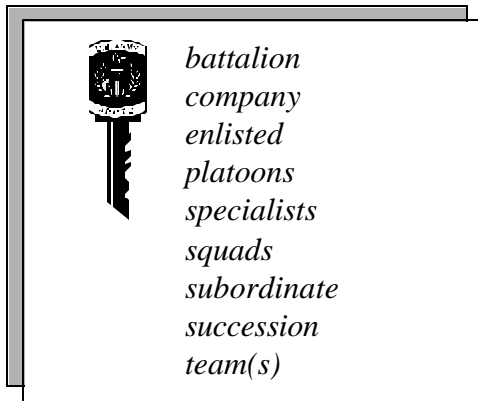 battalion
company
enlisted
platoons
specialists
squads
subordinate
succession
team(s)